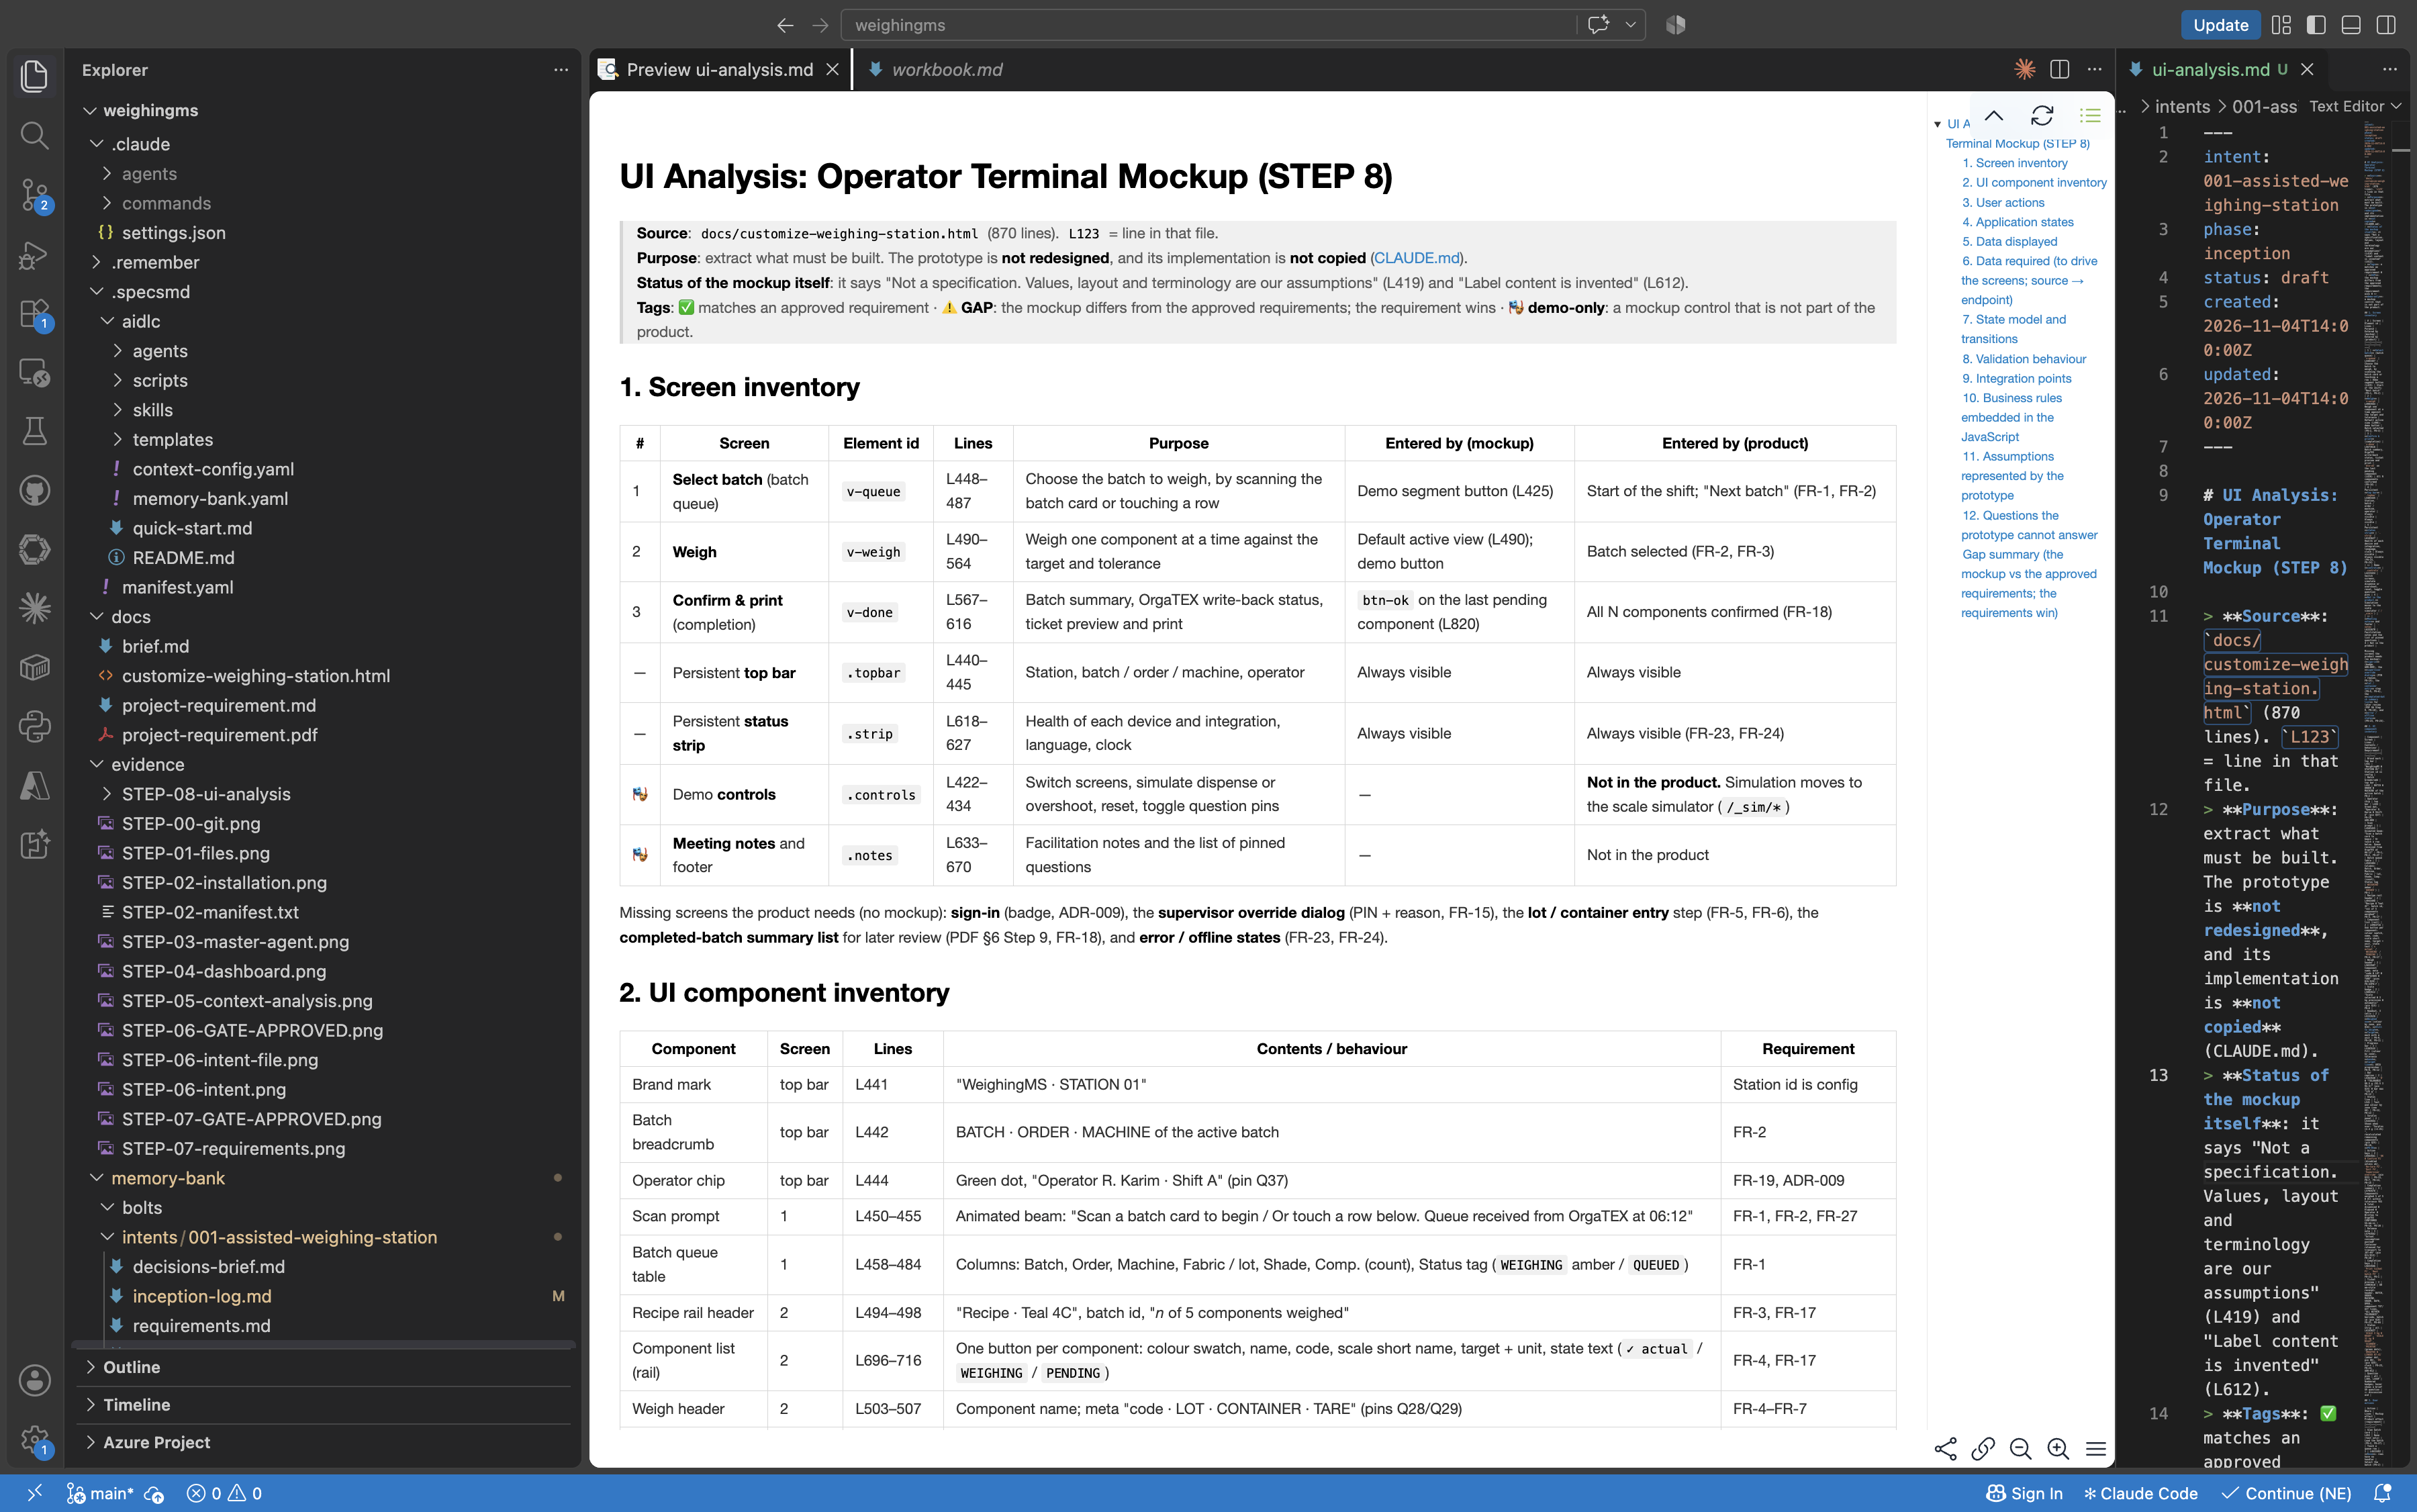 weighingms
Update
Explorer
weighingms
.claude
agents
commands
{} settings.json
.remember
.specsmd
aidlc
agents
scripts
skills
templates
! context-config.yaml
! memory-bank.yaml
quick-start.md
README.md
! manifest.yaml
docs
brief.md
<> customize-weighing-station.html
project-requirement.md
project-requirement.pdf
evidence
STEP-08-ui-analysis
STEP-00-git.png
STEP-01-files.png
STEP-02-installation.png
STEP-02-manifest.txt
STEP-03-master-agent.png
STEP-04-dashboard.png
STEP-05-context-analysis.png
STEP-06-GATE-APPROVED.png
STEP-06-intent-file.png
STEP-06-intent.png
STEP-07-GATE-APPROVED.png
STEP-07-requirements.png
memory-bank
bolts
intents/001-assisted-weighing-station
decisions-brief.md
inception-log.md M
requirements.md
Outline
Timeline
Azure Project
2
1
1
Preview ui-analysis.md
workbook.md
UI Analysis: Operator Terminal Mockup (STEP 8)
Source: docs/customize-weighing-station.html (870 lines). L123 = line in that file.
Purpose: extract what must be built. The prototype is not redesigned, and its implementation is not copied (CLAUDE.md).
Status of the mockup itself: it says "Not a specification. Values, layout and terminology are our assumptions" (L419) and "Label content is invented" (L612).
Tags: ✅ matches an approved requirement · ⚠️ GAP: the mockup differs from the approved requirements; the requirement wins · 🎭 demo-only: a mockup control that is not part of the
product.
1. Screen inventory
# Screen Element id Lines Purpose Entered by (mockup) Entered by (product)
1 Select batch (batch queue) v-queue L448–487 Choose the batch to weigh, by scanning the batch card or touching a row Demo segment button (L425) Start of the shift; "Next batch" (FR-1, FR-2)
2 Weigh v-weigh L490–564 Weigh one component at a time against the target and tolerance Default active view (L490); demo button Batch selected (FR-2, FR-3)
3 Confirm & print (completion) v-done L567–616 Batch summary, OrgaTEX write-back status, ticket preview and print btn-ok on the last pending component (L820) All N components confirmed (FR-18)
— Persistent top bar .topbar L440–445 Station, batch / order / machine, operator Always visible Always visible
— Persistent status strip .strip L618–627 Health of each device and integration, language, clock Always visible Always visible (FR-23, FR-24)
🎭 Demo controls .controls L422–434 Switch screens, simulate dispense or overshoot, reset, toggle question pins — Not in the product. Simulation moves to the scale simulator ( /_sim/* )
🎭 Meeting notes and footer .notes L633–670 Facilitation notes and the list of pinned questions — Not in the product
Missing screens the product needs (no mockup): sign-in (badge, ADR-009), the supervisor override dialog (PIN + reason, FR-15), the lot / container entry step (FR-5, FR-6), the
completed-batch summary list for later review (PDF §6 Step 9, FR-18), and error / offline states (FR-23, FR-24).
2. UI component inventory
Component Screen Lines Contents / behaviour Requirement
Brand mark top bar L441 "WeighingMS · STATION 01" Station id is config
Batch breadcrumb top bar L442 BATCH · ORDER · MACHINE of the active batch FR-2
Operator chip top bar L444 Green dot, "Operator R. Karim · Shift A" (pin Q37) FR-19, ADR-009
Scan prompt 1 L450–455 Animated beam: "Scan a batch card to begin / Or touch a row below. Queue received from OrgaTEX at 06:12" FR-1, FR-2, FR-27
Batch queue table 1 L458–484 Columns: Batch, Order, Machine, Fabric / lot, Shade, Comp. (count), Status tag ( WEIGHING amber / QUEUED ) FR-1
Recipe rail header 2 L494–498 "Recipe · Teal 4C", batch id, "n of 5 components weighed" FR-3, FR-17
Component list (rail) 2 L696–716 One button per component: colour swatch, name, code, scale short name, target + unit, state text ( ✓ actual / WEIGHING / PENDING ) FR-4, FR-17
Weigh header 2 L503–507 Component name; meta "code · LOT · CONTAINER · TARE" (pins Q28/Q29) FR-4–FR-7
UI A
Terminal Mockup (STEP 8)
1. Screen inventory
2. UI component inventory
3. User actions
4. Application states
5. Data displayed
6. Data required (to drive
the screens; source →
endpoint)
7. State model and
transitions
8. Validation behaviour
9. Integration points
10. Business rules
embedded in the
JavaScript
11. Assumptions
represented by the
prototype
12. Questions the
prototype cannot answer
Gap summary (the
mockup vs the approved
requirements; the
requirements win)
ui-analysis.md U
... > intents > 001-ass Text Editor
1 ---
2 intent:
001-assisted-we
ighing-station
3 phase:
inception
4 status: draft
5 created:
2026-11-04T14:0
0:00Z
6 updated:
2026-11-04T14:0
0:00Z
7 ---
8
9 # UI Analysis:
Operator
Terminal
Mockup (STEP 8)
10
11 > **Source**:
`docs/
customize-weigh
ing-station.
html` (870
lines). `L123`
= line in that
file.
12 > **Purpose**:
extract what
must be built.
The prototype
is **not
redesigned**,
and its
implementation
is **not
copied**
(CLAUDE.md).
13 > **Status of
the mockup
itself**: it
says "Not a
specification.
Values, layout
and
terminology
are our
assumptions"
(L419) and
"Label content
is invented"
(L612).
14 > **Tags**: ✅
matches an
approved
main* 0 0 Sign In Claude Code Continue (NE)